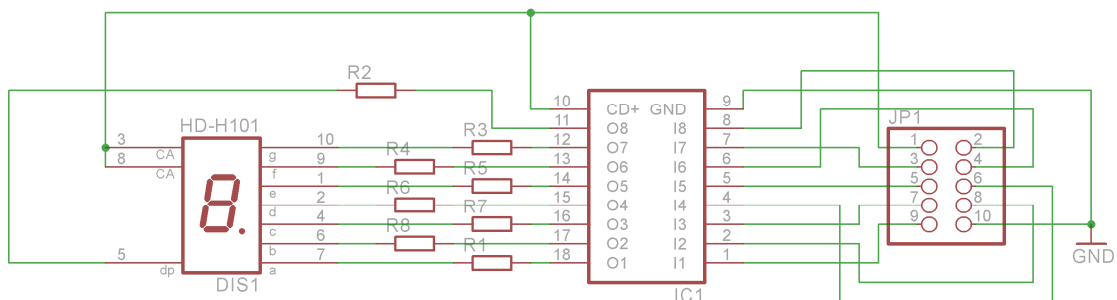 R2
10 CD+ GND 9
HD-H101
11 O8 I8 8
JP1
3 CA
10 g
R3
12 O7 I7 7
1 2
8 CA
9 f
R4
13 O6 I6 6
3 4
1 e
R5
14 O5 I5 5
5 6
2 d
R6
15 O4 I4 4
7 8
4 c
R7
16 O3 I3 3
9 10
6 b
R8
17 O2 I2 2
5 dp
7 a
R1
18 O1 I1 1
GND
DIS1
IC1